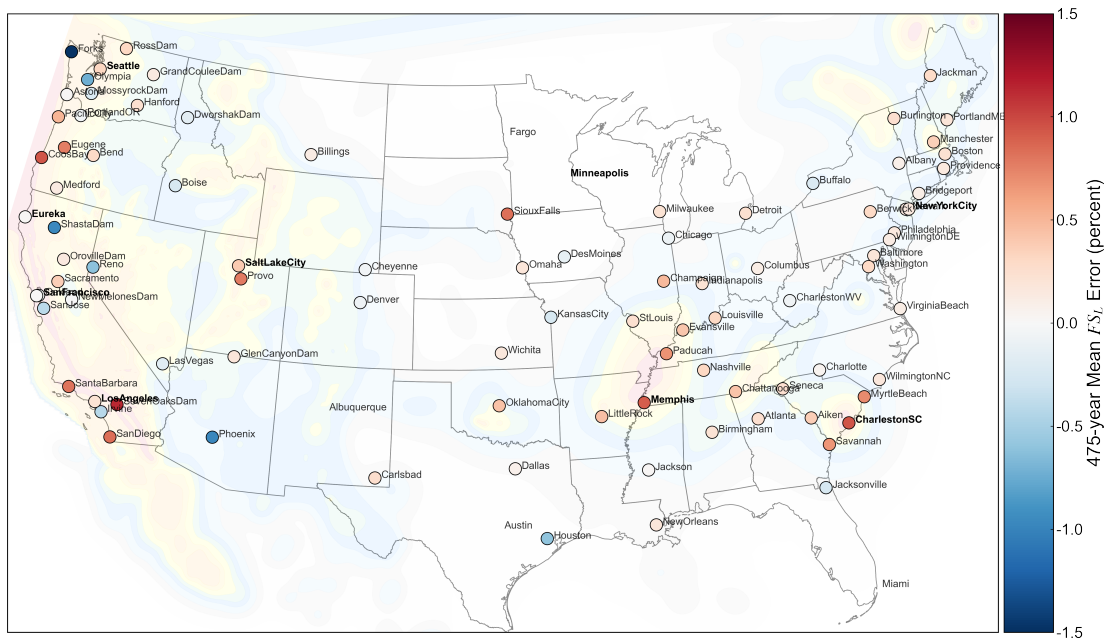 Forks
RossDam
Seattle
GrandCouleeDam
Olympia
Astoria
MossyrockDam
Hanford
PacificCity
PortlandOR
DworshakDam
Eugene
CoosBay
Bend
Billings
Boise
Medford
Eureka
ShastaDam
OrovilleDam
Reno
Sacramento
SanFrancisco
NewMelonesDam
SanJose
SaltLakeCity
Provo
Cheyenne
Denver
LasVegas
GlenCanyonDam
SantaBarbara
LosAngeles
SevenOaksDam
Irvine
SanDiego
Phoenix
Albuquerque
Carlsbad
Fargo
Minneapolis
SiouxFalls
Omaha
DesMoines
KansasCity
Wichita
OklahomaCity
Dallas
Austin
Houston
Milwaukee
Chicago
Detroit
Champaign
Indianapolis
Columbus
StLouis
Evansville
Louisville
Paducah
Nashville
Memphis
LittleRock
Chattanooga
Seneca
Charlotte
Atlanta
Aiken
Birmingham
Jackson
NewOrleans
Jacksonville
Savannah
CharlestonSC
MyrtleBeach
WilmingtonNC
VirginiaBeach
CharlestonWV
Washington
Baltimore
WilmingtonDE
Philadelphia
Berwick
NewYorkCity
Bridgeport
Providence
Boston
Manchester
Albany
Buffalo
Burlington
PortlandME
Jackman
Miami
1.5
1.0
0.5
0.0
-0.5
-1.0
-1.5
475-year Mean FS_L Error (percent)